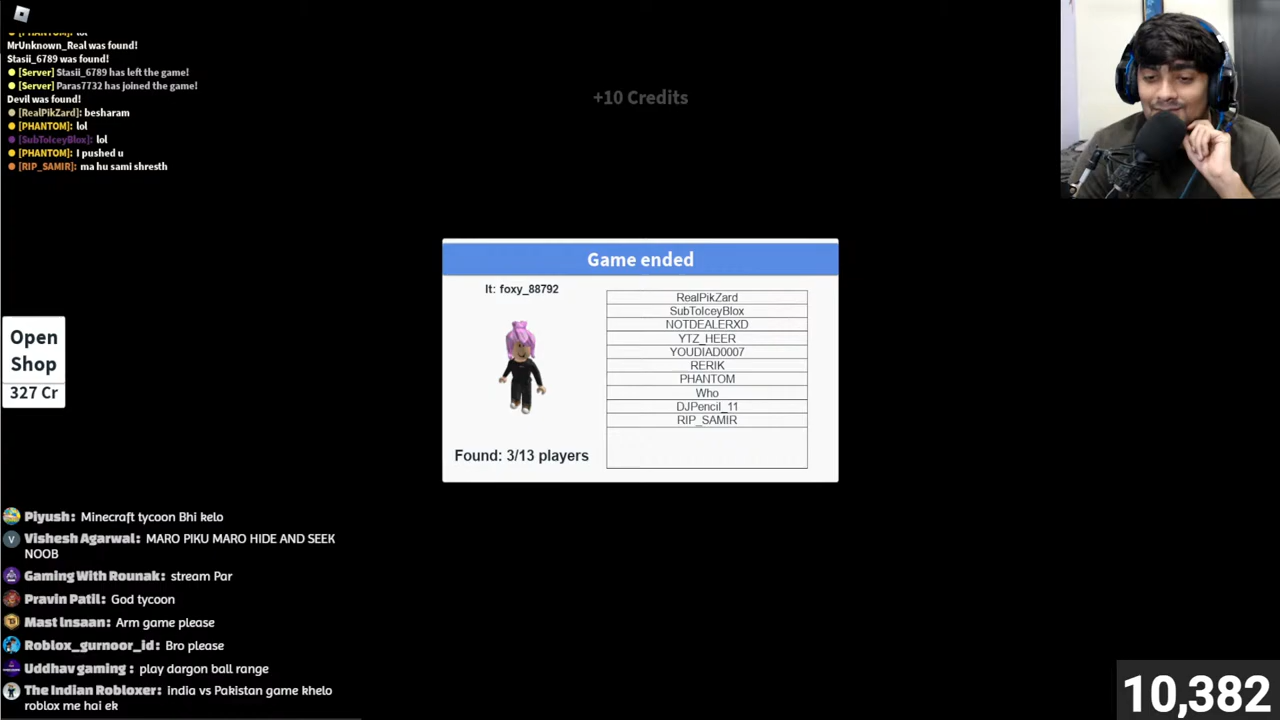 [PHANTOM]: lol
MrUnknown_Real was found!
Stasii_6789 was found!
[Server] Stasii_6789 has left the game!
[Server] Paras7732 has joined the game!
Devil was found!
[RealPikZard]: besharam
[PHANTOM]: lol
[SubToIceyBlox]: lol
[PHANTOM]: I pushed u
[RIP_SAMIR]: ma hu sami shresth
+10 Credits
Game ended
It: foxy_88792
Found: 3/13 players
RealPikZard
SubToIceyBlox
NOTDEALERXD
YTZ_HEER
YOUDIAD0007
RERIK
PHANTOM
Who
DJPencil_11
RIP_SAMIR
Open
Shop
327 Cr
Piyush: Minecraft tycoon Bhi kelo
V
Vishesh Agarwal: MARO PIKU MARO HIDE AND SEEK
NOOB
Gaming With Rounak: stream Par
Pravin Patil: God tycoon
Mast Insaan: Arm game please
Roblox_gurnoor_id: Bro please
Uddhav gaming : play dargon ball range
The Indian Robloxer: india vs Pakistan game khelo
roblox me hai ek
10,382